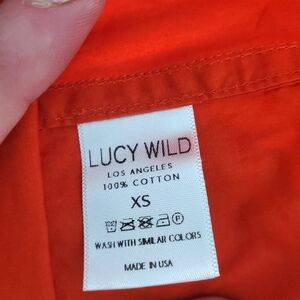 LUCY WILD
LOS ANGELES
100% COTTON
XS
WASH WITH SIMILAR COLORS
MADE IN USA